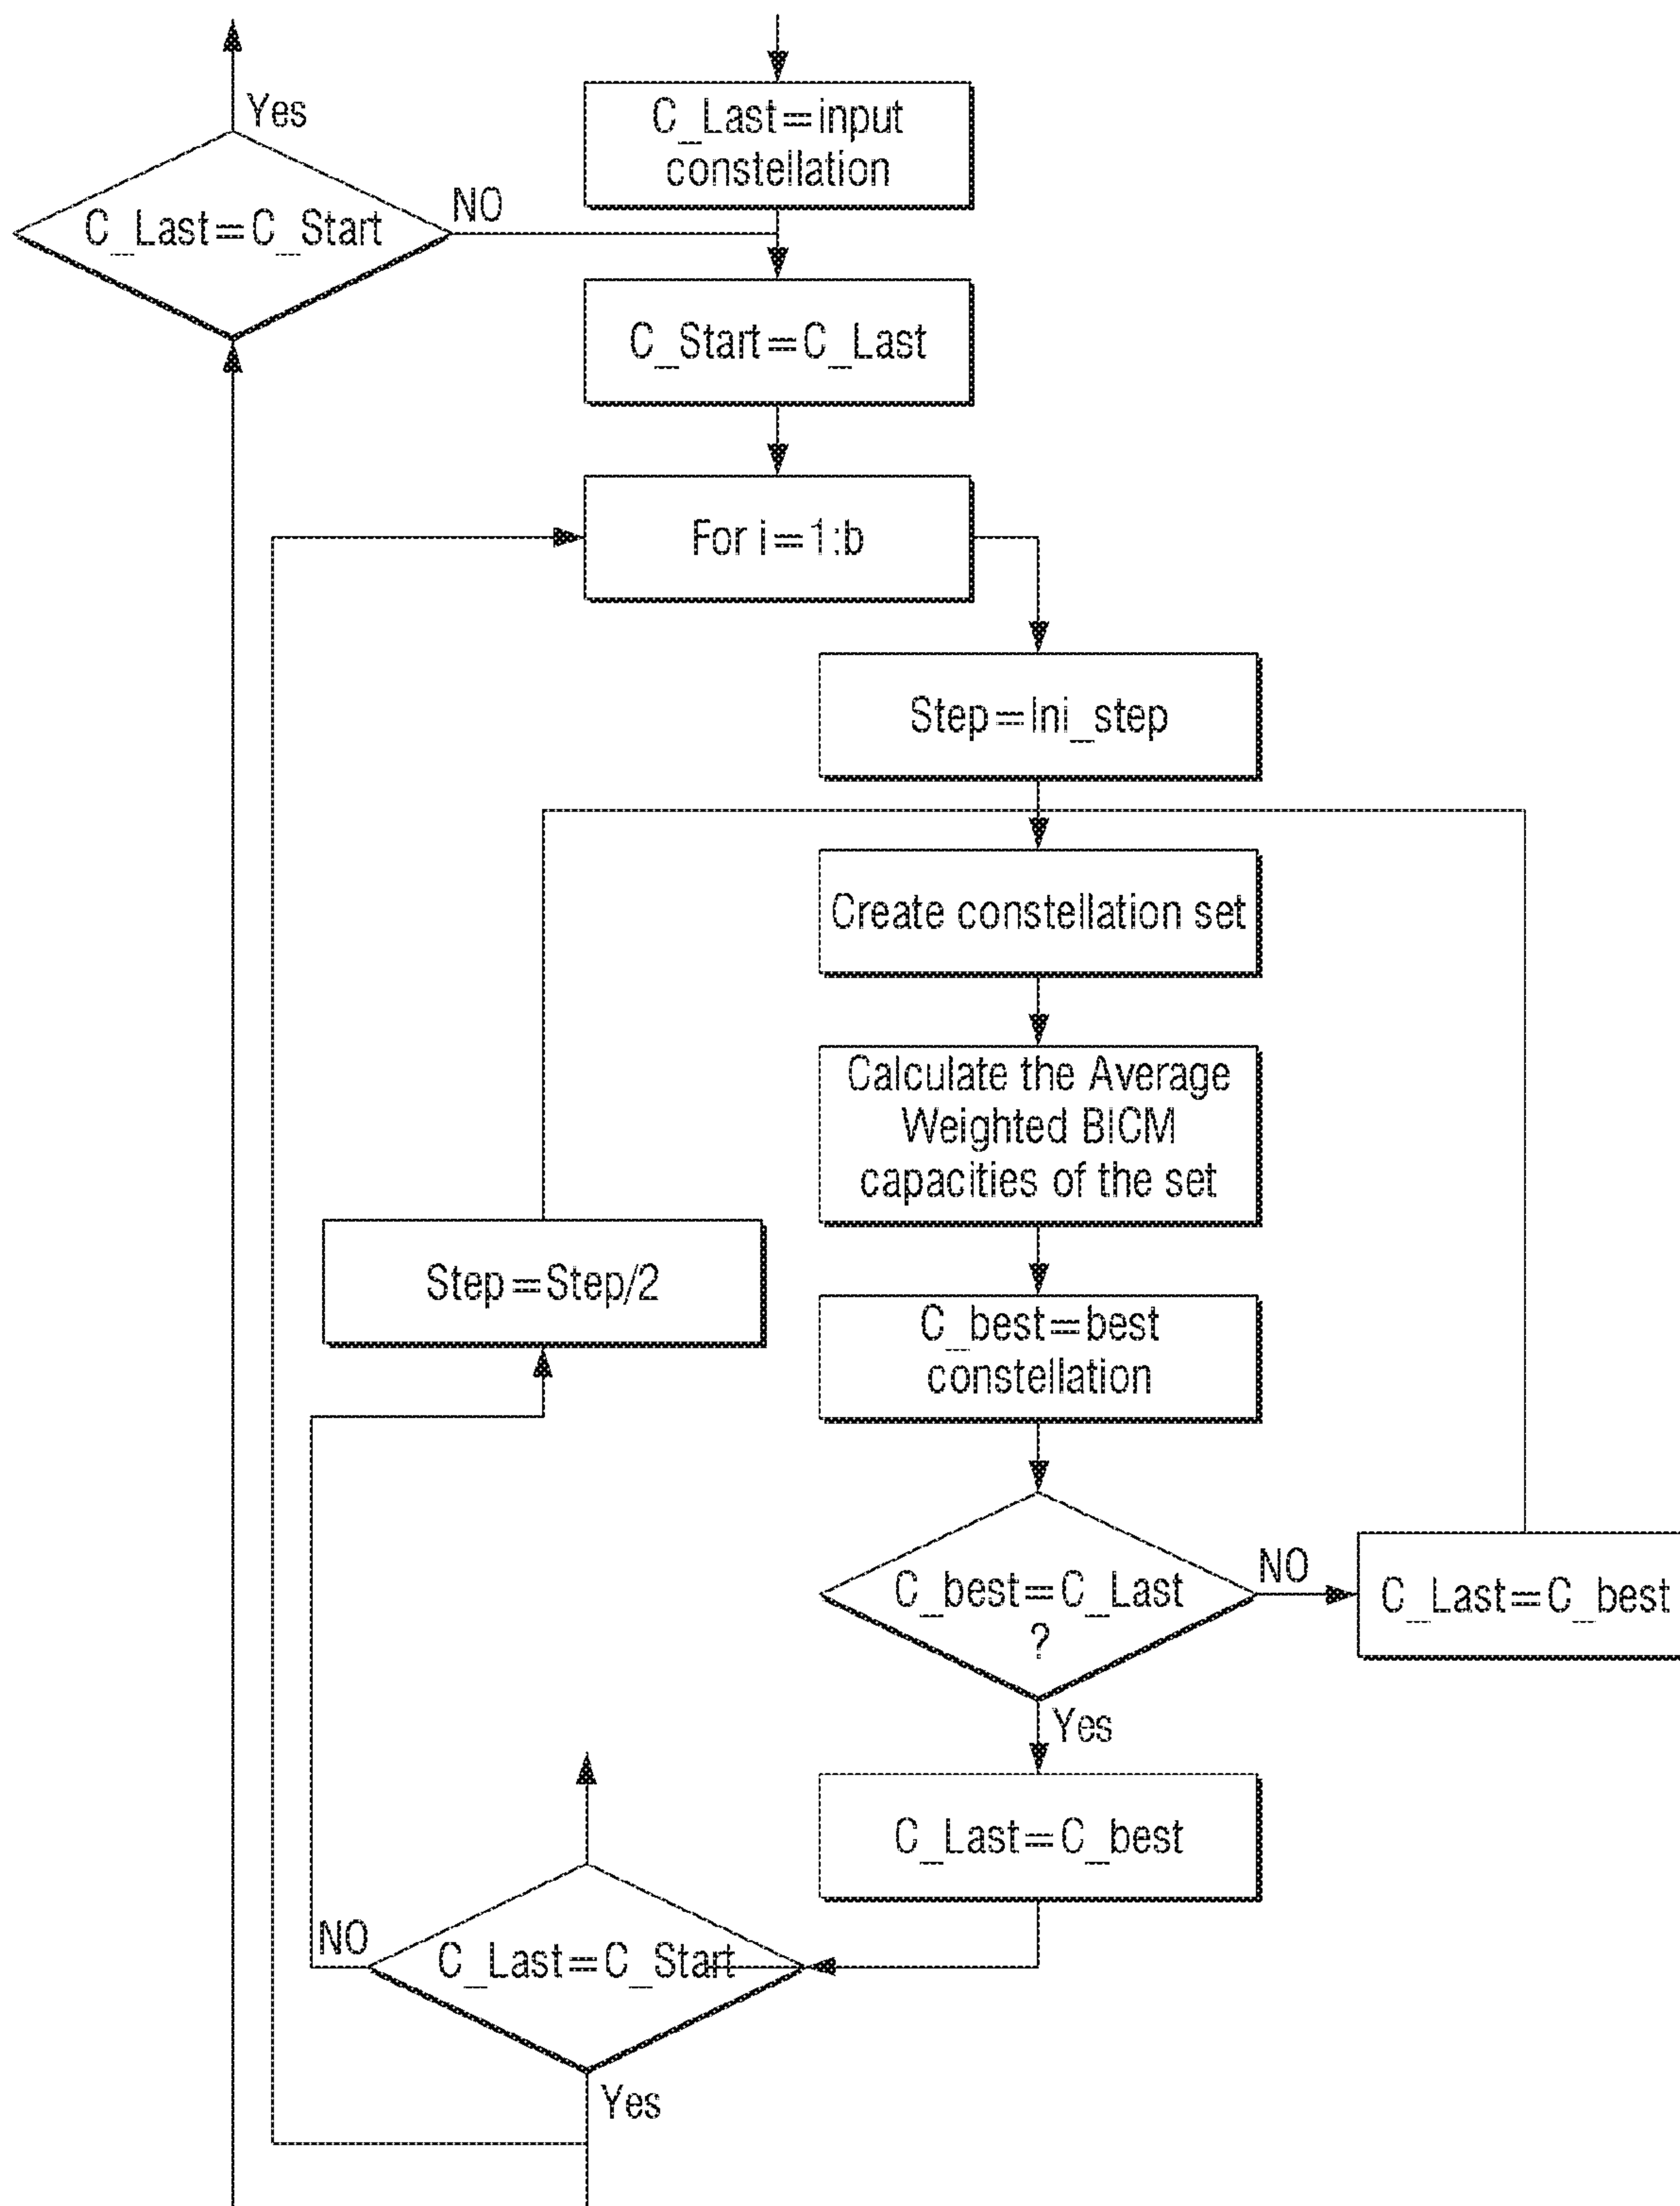 Yes
C_Last=input
constellation
C_Last=C_Start
NO
C_Start=C_Last
For i=1:b
Step=Ini_step
Create constellation set
Calculate the Average
Weighted BICM
capacities of the set
Step=Step/2
C_best=best
constellation
C_best=C_Last
?
NO
C_Last=C_best
Yes
C_Last=C_best
NO
C_Last=C_Start
Yes